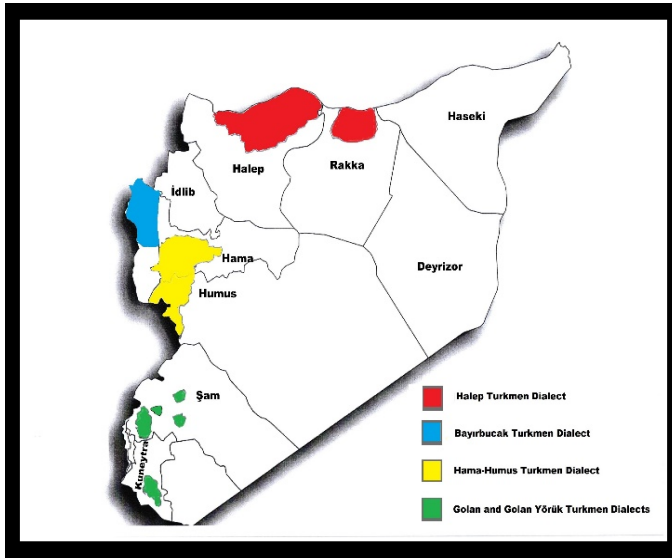 Haseki
Halep
Rakka
İdlib
Hama
Deyrizor
Humus
Şam
Kuneytra
Halep Turkmen Dialect
Bayırbucak Turkmen Dialect
Hama-Humus Turkmen Dialect
Golan and Golan Yörük Turkmen Dialects